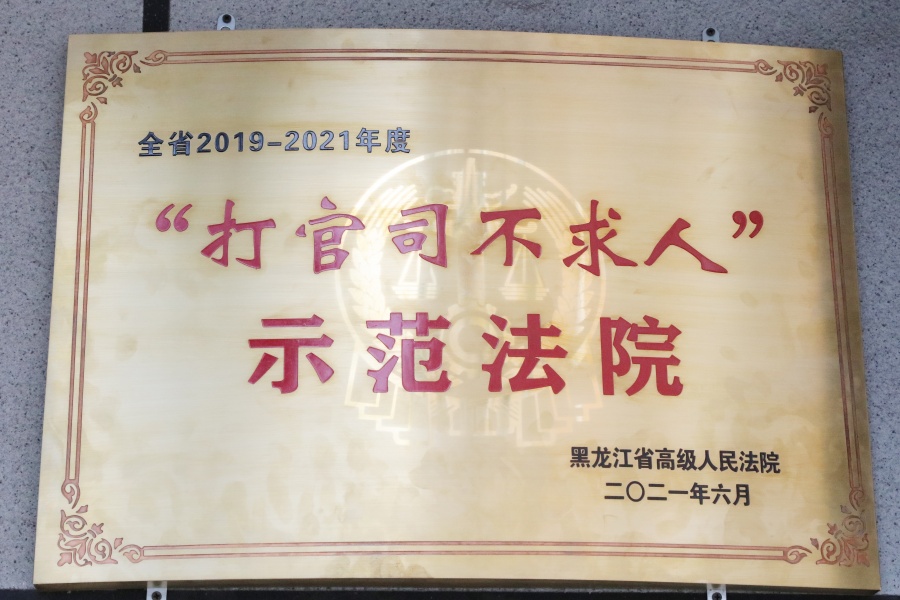 全省2019-2021年度
“打官司不求人”
示范法院
黑龙江省高级人民法院
二〇二一年六月